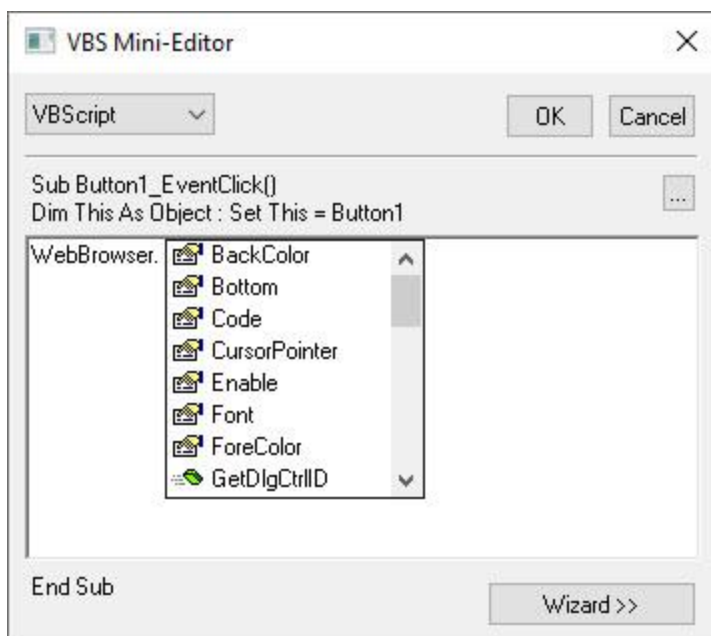 VBS Mini-Editor
VBScript
OK
Cancel
Sub Button1_EventClick()
Dim This As Object : Set This = Button1
...
WebBrowser.
BackColor
Bottom
Code
CursorPointer
Enable
Font
ForeColor
GetDlgCtrlID
End Sub
Wizard >>